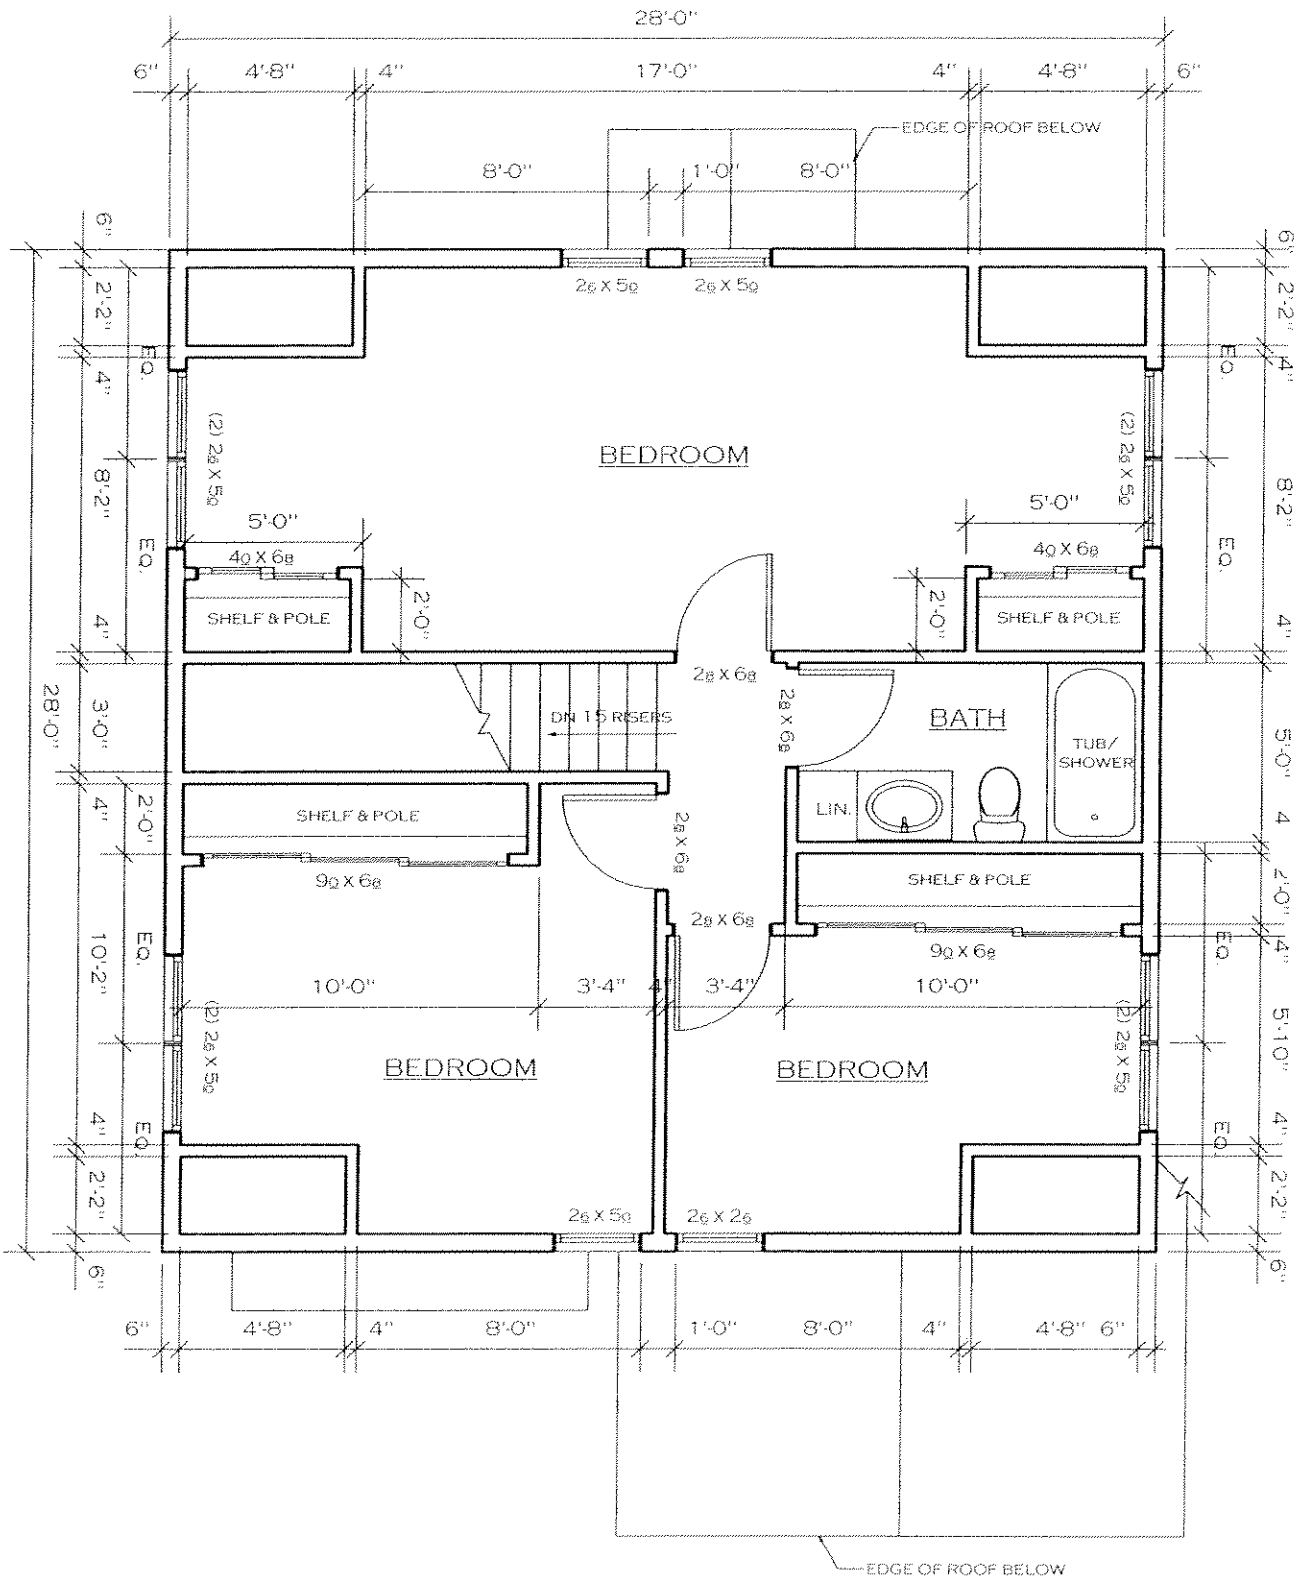 28'-0"
6" 4'-8" 4" 17'-0" 4" 4'-8" 6"
EDGE OF ROOF BELOW
8'-0" 1'-0" 8'-0"
6"
2'-2"
4"
8'-2"
4"
3'-0"
4"
10'-2"
4"
2'-2"
6"
28'-0"
EQ.
EQ.
2'-0"
EQ.
EQ.
26 X 50 26 X 50
(2) 26 X 50
BEDROOM
(2) 26 X 50
5'-0"
5'-0"
40 X 68
40 X 68
SHELF & POLE
2'-0"
2'-0"
SHELF & POLE
28 X 68
DN 15 RISERS
28 X 68
BATH
TUB/
SHOWER
LIN.
SHELF & POLE
28 X 68
90 X 68
SHELF & POLE
28 X 68
90 X 68
10'-0" 3'-4" 4" 3'-4" 10'-0"
(2) 26 X 50
BEDROOM
BEDROOM
(2) 26 X 50
26 X 50 26 X 26
6"
2'-2"
4"
8'-2"
4"
5'-0"
4
2'-0"
4"
5'-10"
4"
2'-2"
6"
EQ.
EQ.
EQ.
EQ.
6" 4'-8" 4" 8'-0" 1'-0" 8'-0" 4" 4'-8" 6"
EDGE OF ROOF BELOW